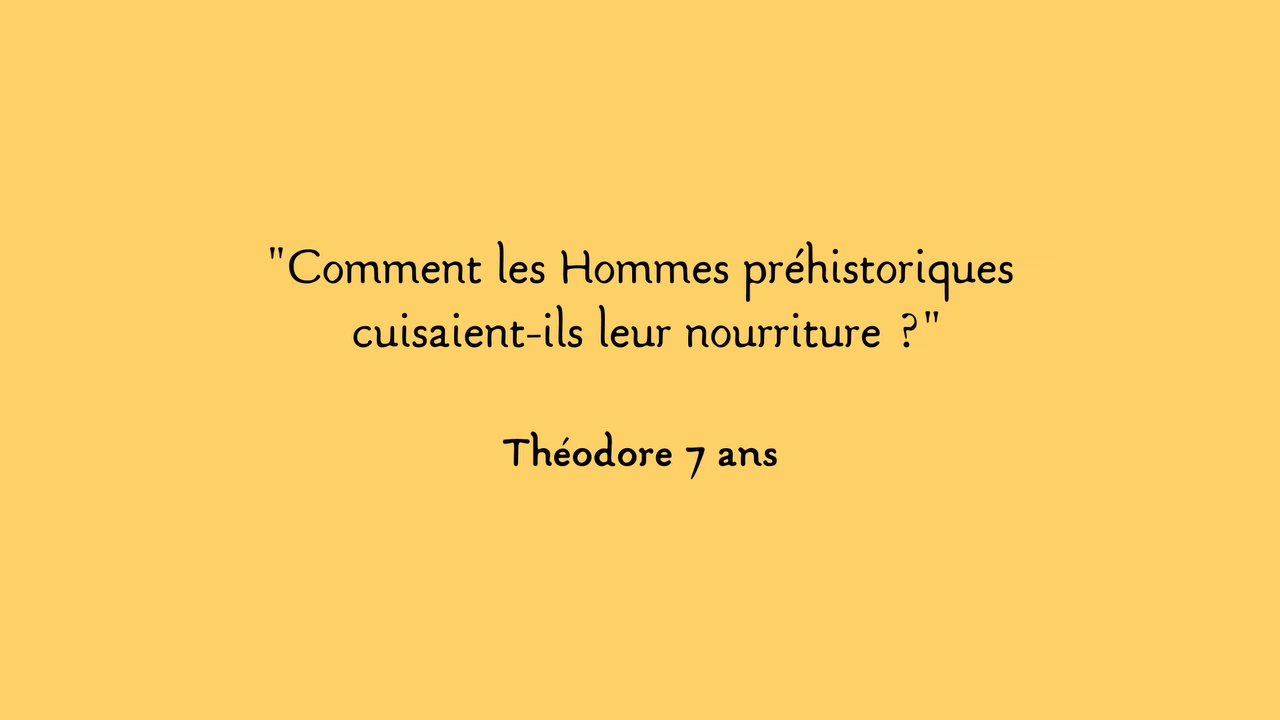 "Comment les Hommes préhistoriques
cuisaient-ils leur nourriture ?"
Théodore 7 ans